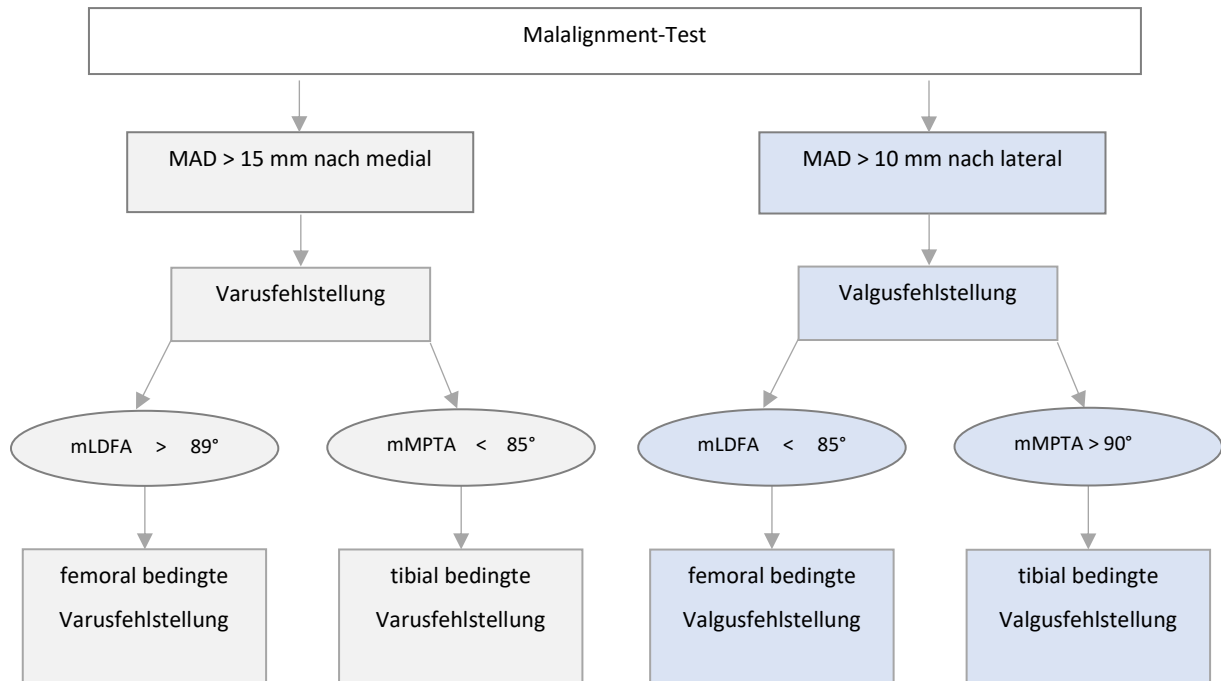 Malalignment-Test
MAD > 15 mm nach medial
MAD > 10 mm nach lateral
Varusfehlstellung
Valgusfehlstellung
mLDFA > 89°
mMPTA < 85°
mLDFA < 85°
mMPTA > 90°
femoral bedingte
Varusfehlstellung
tibial bedingte
Varusfehlstellung
femoral bedingte
Valgusfehlstellung
tibial bedingte
Valgusfehlstellung